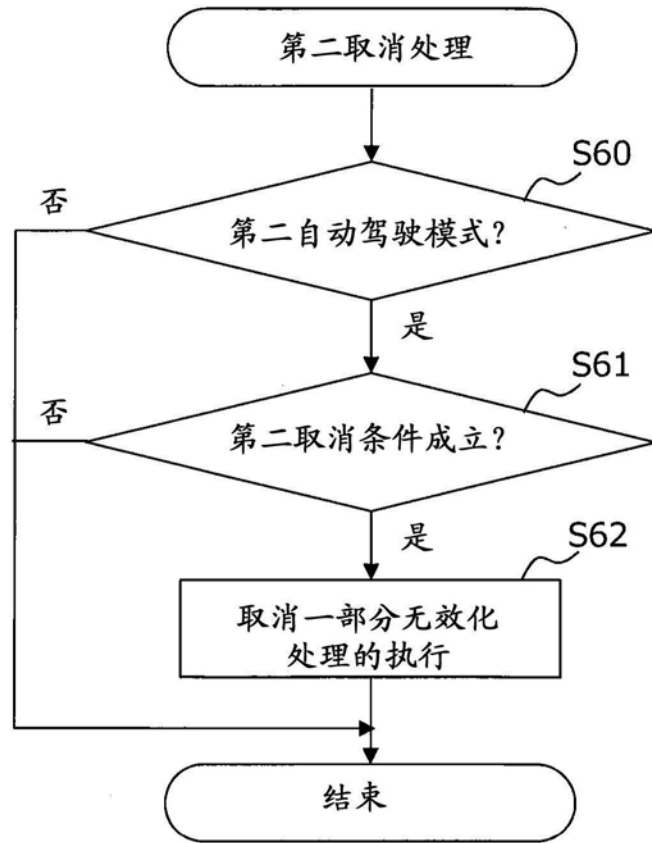 第二取消处理
S60
否
第二自动驾驶模式?
是
S61
否
第二取消条件成立?
是
S62
取消一部分无效化
处理的执行
结束